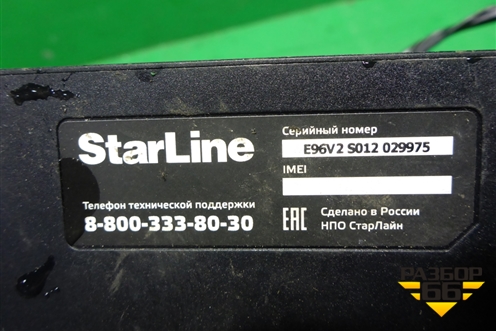 StarLine
Серийный номер
E96V2 S012 029975
IMEI
Телефон технической поддержки
8-800-333-80-30
EAC
Сделано в России
НПО СтарЛайн
РАЗБОР
66